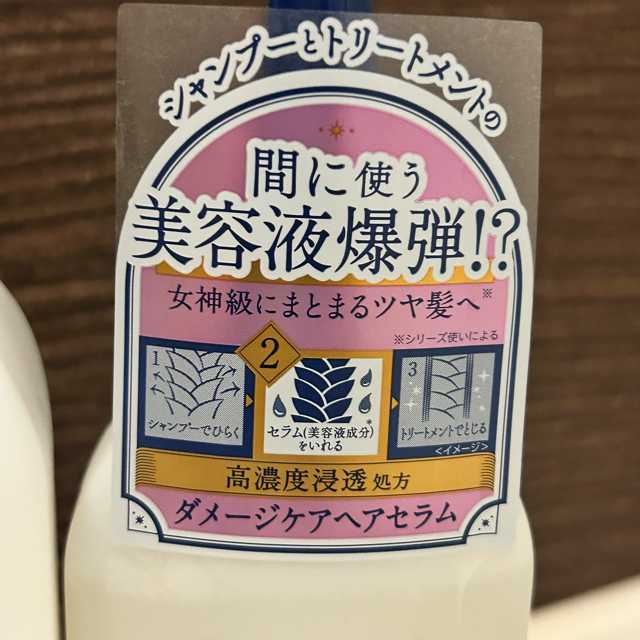 シャンプーとトリートメントの
間に使う
美容液爆弾!?
女神級にまとまるツヤ髪へ※
※シリーズ使いによる
1
シャンプーでひらく
2
セラム(美容液成分)※
をいれる
3
トリートメントでとじる
<イメージ>
高濃度浸透処方
ダメージケアヘアセラム